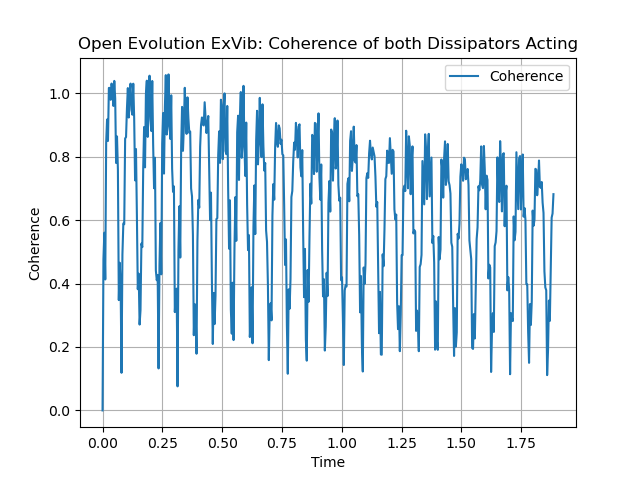 Open Evolution ExVib: Coherence of both Dissipators Acting
Coherence
1.0
0.8
0.6
0.4
0.2
0.0
Coherence
0.00 0.25 0.50 0.75 1.00 1.25 1.50 1.75
Time